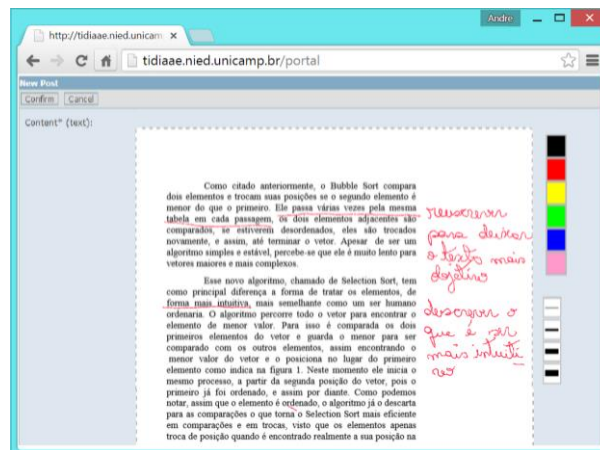 Andre
http://tidiaae.nied.unicam ×
tidiaae.nied.unicamp.br/portal
New Post
Confirm Cancel
Content* (text):
Como citado anteriormente, o Bubble Sort compara
dois elementos e trocam suas posições se o segundo elemento é
menor do que o primeiro. Ele passa várias vezes pela mesma
tabela em cada passagem, os dois elementos adjacentes são
comparados, se estiverem desordenados, eles são trocados
novamente, e assim, até terminar o vetor. Apesar de ser um
algoritmo simples e estável, percebe-se que ele é muito lento para
vetores maiores e mais complexos.
Esse novo algoritmo, chamado de Selection Sort, tem
como principal diferença a forma de tratar os elementos, de
forma mais intuitiva, mais semelhante como um ser humano
ordenaria. O algoritmo percorre todo o vetor para encontrar o
elemento de menor valor. Para isso é comparada os dois
primeiros elementos do vetor e guarda o menor para ser
comparado com os outros elementos, assim encontrando o
menor valor do vetor e o posiciona no lugar do primeiro
elemento como indica na figura 1. Neste momento ele inicia o
mesmo processo, a partir da segunda posição do vetor, pois o
primeiro já foi ordenado, e assim por diante. Como podemos
notar, assim que o elemento é ordenado, o algoritmo já o descarta
para as comparações o que torna o Selection Sort mais eficiente
em comparações e em trocas, visto que os elementos apenas
troca de posição quando é encontrado realmente a sua posição na
reescrever
para deixar
o texto mais
objetivo
descrever o
que é ser
mais intuiti
vo